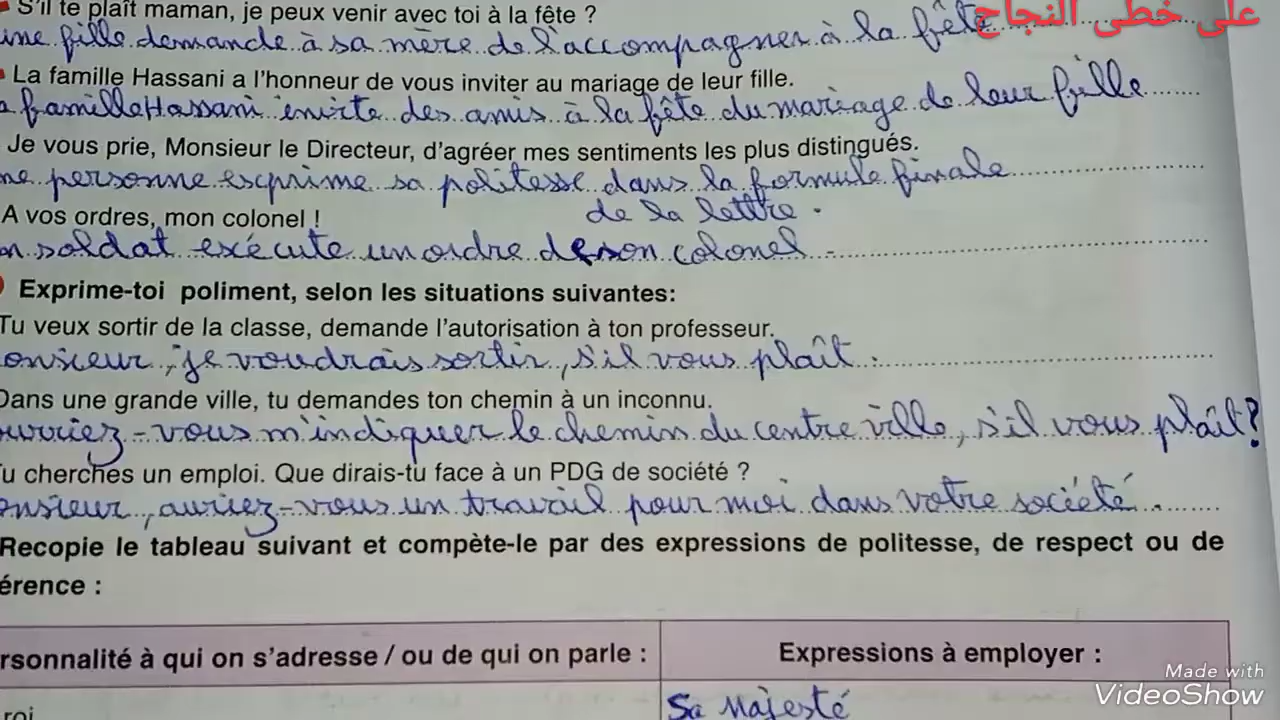 S'il te plaît maman, je peux venir avec toi à la fête ?
على خطى النجاح
une fille demande à sa mère de l'accompagner à la fête
La famille Hassani a l'honneur de vous inviter au mariage de leur fille.
a famille Hassani invite des amis à la fête du mariage de leur fille
Je vous prie, Monsieur le Directeur, d'agréer mes sentiments les plus distingués.
ne personne exprime sa politesse dans la formule finale
de la lettre.
A vos ordres, mon colonel !
n soldat exécute un ordre de son colonel.
Exprime-toi poliment, selon les situations suivantes:
Tu veux sortir de la classe, demande l'autorisation à ton professeur.
onsieur, je voudrais sortir, s'il vous plaît.
Dans une grande ville, tu demandes ton chemin à un inconnu.
ourriez-vous m'indiquer le chemin du centre ville, s'il vous plaît?
u cherches un emploi. Que dirais-tu face à un PDG de société ?
onsieur, auriez-vous un travail pour moi dans votre société.
Recopie le tableau suivant et compète-le par des expressions de politesse, de respect ou de
érence :
rsonnalité à qui on s'adresse / ou de qui on parle :
Expressions à employer :
roi
Sa Majesté
Made with
VideoShow